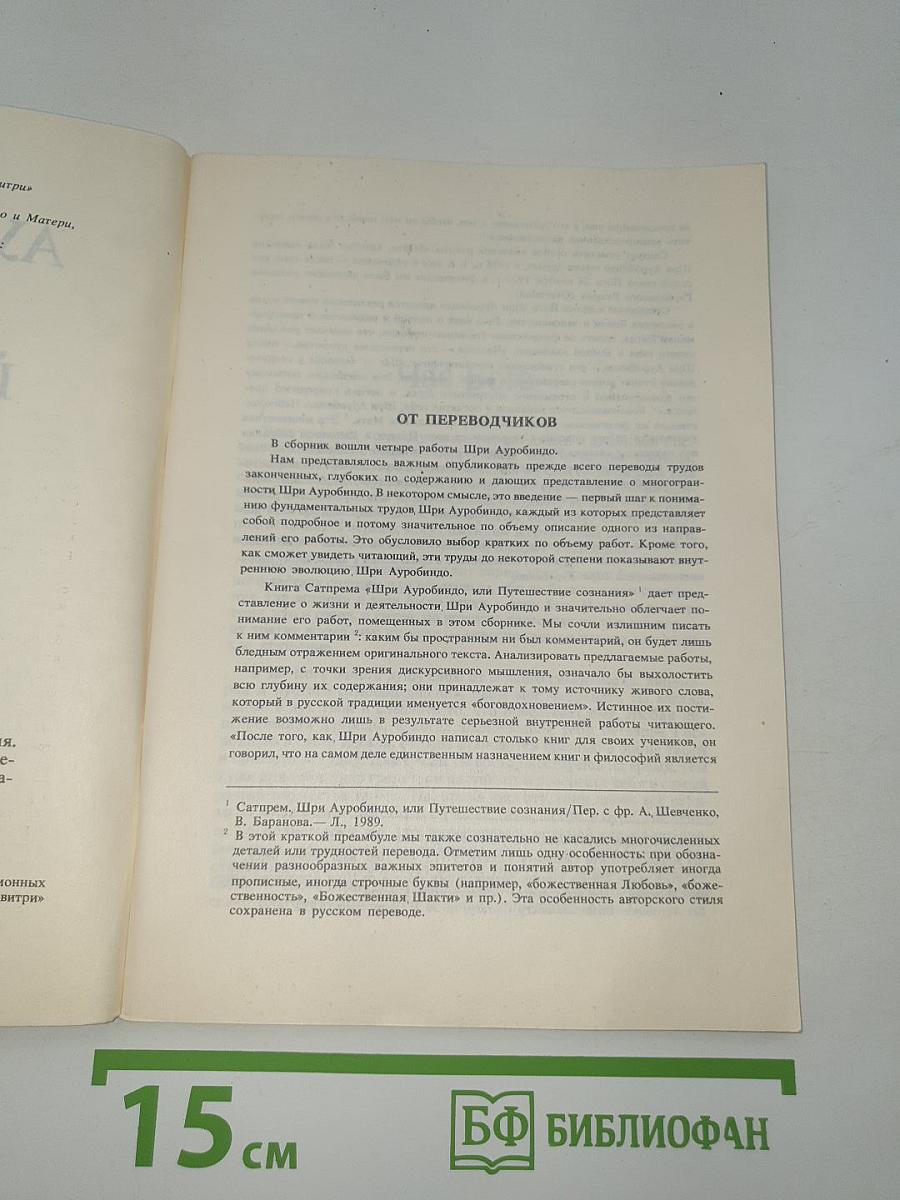 итри»
о и Матери,
АУ
я.
е-
а-
ионных
витри»
ОТ ПЕРЕВОДЧИКОВ
В сборник вошли четыре работы Шри Ауробиндо.
Нам представлялось важным опубликовать прежде всего переводы трудов
законченных, глубоких по содержанию и дающих представление о многогран-
ности Шри Ауробиндо. В некотором смысле, это введение — первый шаг к понима-
нию фундаментальных трудов Шри Ауробиндо, каждый из которых представляет
собой подробное и потому значительное по объему описание одного из направ-
лений его работы. Это обусловило выбор кратких по объему работ. Кроме того,
как сможет увидеть читающий, эти труды до некоторой степени показывают внут-
реннюю эволюцию Шри Ауробиндо.
Книга Сатпрема «Шри Ауробиндо, или Путешествие сознания» ¹ дает пред-
ставление о жизни и деятельности Шри Ауробиндо и значительно облегчает по-
нимание его работ, помещенных в этом сборнике. Мы сочли излишним писать
к ним комментарии ²: каким бы пространным ни был комментарий, он будет лишь
бледным отражением оригинального текста. Анализировать предлагаемые работы,
например, с точки зрения дискурсивного мышления, означало бы выхолостить
всю глубину их содержания; они принадлежат к тому источнику живого слова,
который в русской традиции именуется «боговдохновением». Истинное их пости-
жение возможно лишь в результате серьезной внутренней работы читающего.
«После того, как Шри Ауробиндо написал столько книг для своих учеников, он
говорил, что на самом деле единственным назначением книг и философий является
¹ Сатпрем. Шри Ауробиндо, или Путешествие сознания/Пер. с фр. А. Шевченко,
В. Баранова.— Л., 1989.
² В этой краткой преамбуле мы также сознательно не касались многочисленных
деталей или трудностей перевода. Отметим лишь одну особенность: при обозна-
чении разнообразных важных эпитетов и понятий автор употребляет иногда
прописные, иногда строчные буквы (например, «божественная Любовь», «боже-
ственность», «Божественная Шакти» и пр.). Эта особенность авторского стиля
сохранена в русском переводе.
15 см
БФ БИБЛИОФАН